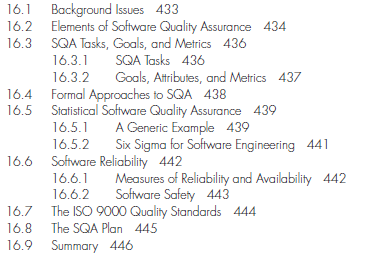 16.1 Background Issues 433
16.2 Elements of Software Quality Assurance 434
16.3 SQA Tasks, Goals, and Metrics 436
16.3.1 SQA Tasks 436
16.3.2 Goals, Attributes, and Metrics 437
16.4 Formal Approaches to SQA 438
16.5 Statistical Software Quality Assurance 439
16.5.1 A Generic Example 439
16.5.2 Six Sigma for Software Engineering 441
16.6 Software Reliability 442
16.6.1 Measures of Reliability and Availability 442
16.6.2 Software Safety 443
16.7 The ISO 9000 Quality Standards 444
16.8 The SQA Plan 445
16.9 Summary 446